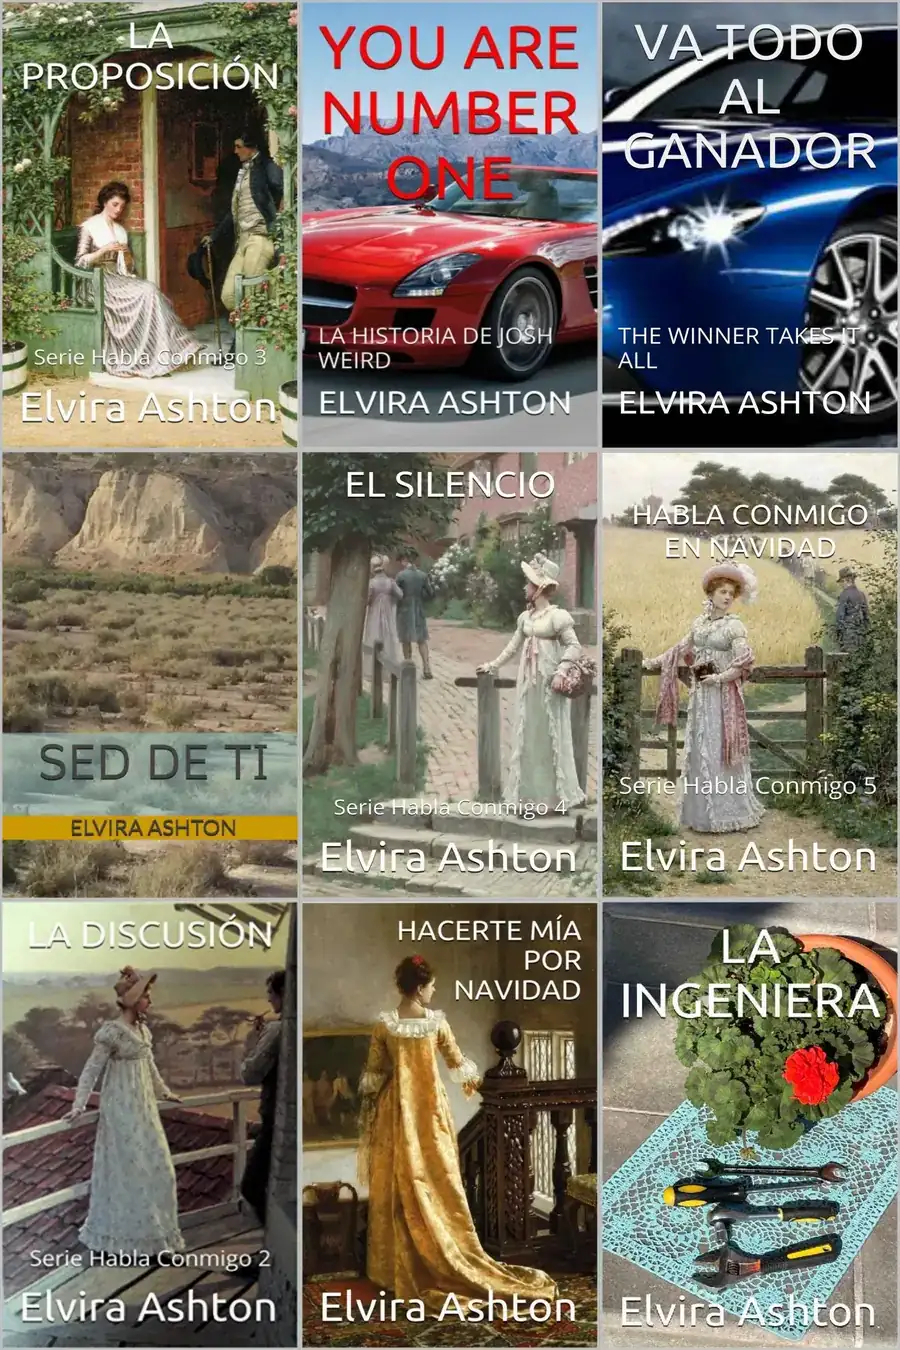 LA
PROPOSICIÓN
Serie Habla Conmigo 3
Elvira Ashton
YOU ARE
NUMBER
ONE
LA HISTORIA DE JOSH
WEIRD
ELVIRA ASHTON
VA TODO
AL
GANADOR
THE WINNER TAKES IT
ALL
ELVIRA ASHTON
SED DE TI
ELVIRA ASHTON
EL SILENCIO
Serie Habla Conmigo 4
Elvira Ashton
HABLA CONMIGO
EN NAVIDAD
Serie Habla Conmigo 5
Elvira Ashton
LA DISCUSIÓN
Serie Habla Conmigo 2
Elvira Ashton
HACERTE MÍA
POR
NAVIDAD
Elvira Ashton
LA
INGENIERA
Elvira Ashton